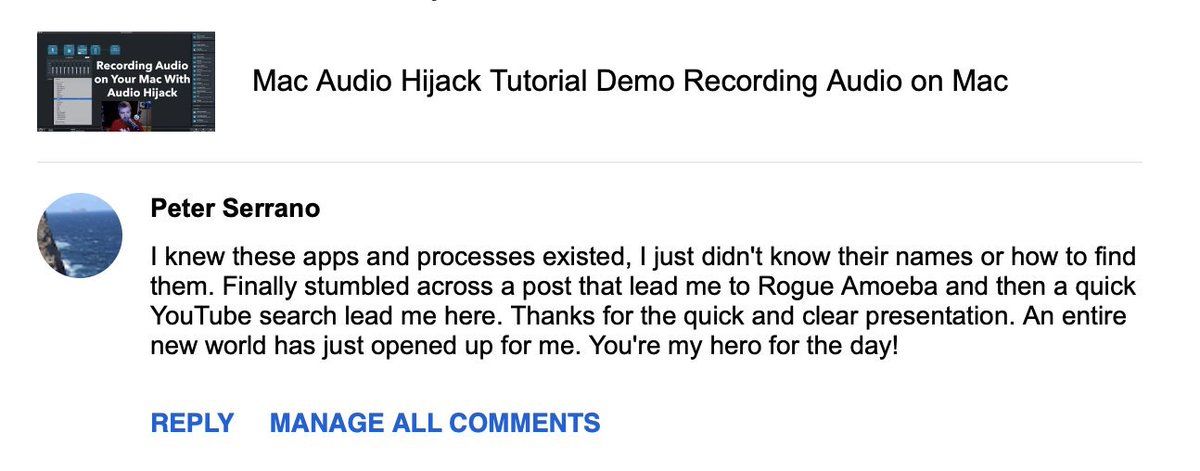 Recording Audio
on Your Mac With
Audio Hijack
Mac Audio Hijack Tutorial Demo Recording Audio on Mac
Peter Serrano
I knew these apps and processes existed, I just didn't know their names or how to find
them. Finally stumbled across a post that lead me to Rogue Amoeba and then a quick
YouTube search lead me here. Thanks for the quick and clear presentation. An entire
new world has just opened up for me. You're my hero for the day!
REPLY MANAGE ALL COMMENTS